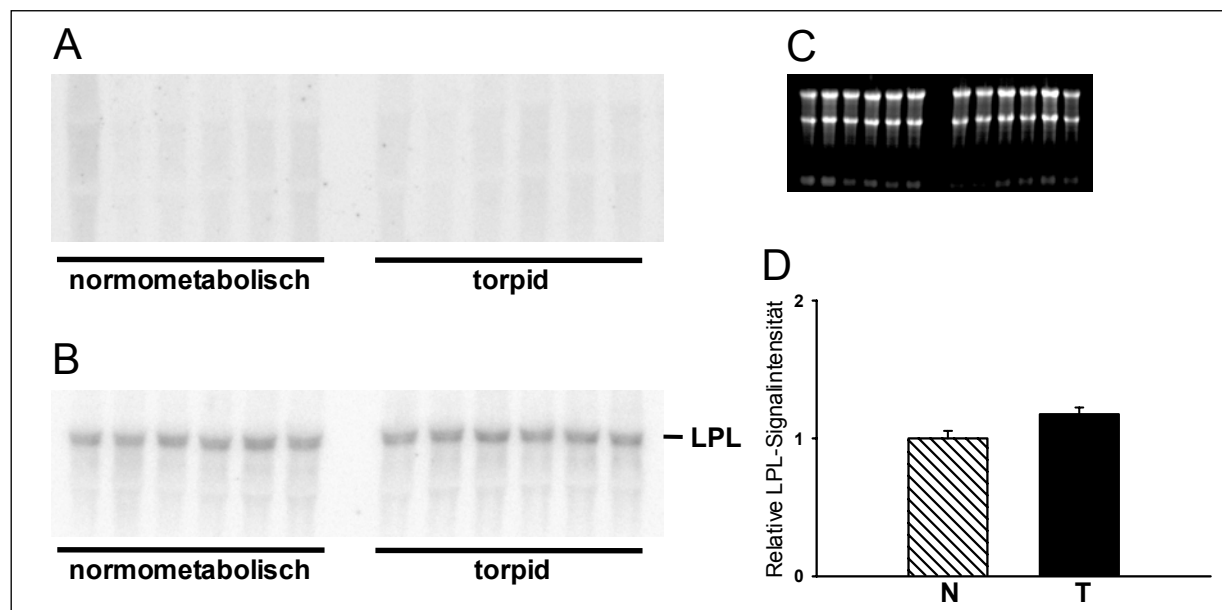 A
normometabolisch
torpid
B
– LPL
normometabolisch
torpid
C
D
Relative LPL-Signalintensität
2
1
0
N
T